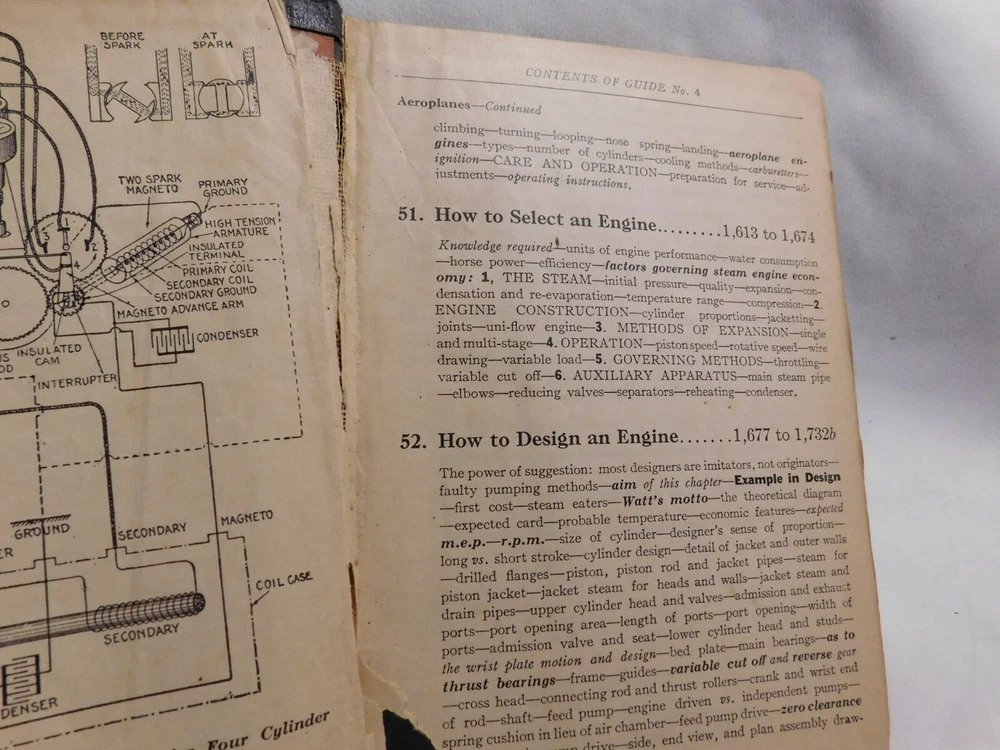 BEFORE
SPARK
AT
SPARK
TWO SPARK
MAGNETO
PRIMARY
GROUND
HIGH TENSION
ARMATURE
INSULATED
TERMINAL
PRIMARY COIL
SECONDARY COIL
SECONDARY GROUND
MAGNETO ADVANCE ARM
1
2
3
4
CONDENSER
INSULATED
CAM
INTERRUPTER
GROUND
SECONDARY
MAGNETO
COIL CASE
SECONDARY
DENSER
Four Cylinder
CONTENTS OF GUIDE No. 4
Aeroplanes—Continued
climbing—turning—looping—nose spring—landing—aeroplane en-
gines—types—number of cylinders—cooling methods—carburetters—
ignition—CARE AND OPERATION—preparation for service—ad-
justments—operating instructions.
51. How to Select an Engine.........1,613 to 1,674
Knowledge required—units of engine performance—water consumption
—horse power—efficiency—factors governing steam engine econ-
omy: 1, THE STEAM—initial pressure—quality—expansion—con-
densation and re-evaporation—temperature range—compression—2.
ENGINE CONSTRUCTION—cylinder proportions—jacketting—
joints—uni-flow engine—3. METHODS OF EXPANSION—single
and multi-stage—4. OPERATION—piston speed—rotative speed—wire
drawing—variable load—5. GOVERNING METHODS—throttling—
variable cut off—6. AUXILIARY APPARATUS—main steam pipe
—elbows—reducing valves—separators—reheating—condenser.
52. How to Design an Engine.......1,677 to 1,732b
The power of suggestion: most designers are imitators, not originators—
faulty pumping methods—aim of this chapter—Example in Design
—first cost—steam eaters—Watt's motto—the theoretical diagram
—expected card—probable temperature—economic features—expected
m.e.p.—r.p.m.—size of cylinder—designer's sense of proportion—
long vs. short stroke—cylinder design—detail of jacket and outer walls
—drilled flanges—piston, piston rod and jacket pipes—steam for
piston jacket—jacket steam for heads and walls—jacket steam and
drain pipes—upper cylinder head and valves—admission and exhaust
ports—port opening area—length of ports—port opening—width of
ports—admission valve and seat—lower cylinder head and studs—
the wrist plate motion and design—bed plate—main bearings—as to
thrust bearings—frame—guides—variable cut off and reverse gear
—cross head—connecting rod and thrust rollers—crank and wrist end
of rod—shaft—feed pump—engine driven vs. independent pumps—
spring cushion in lieu of air chamber—feed pump drive—zero clearance
drive—side, end view, and plan assembly draw-